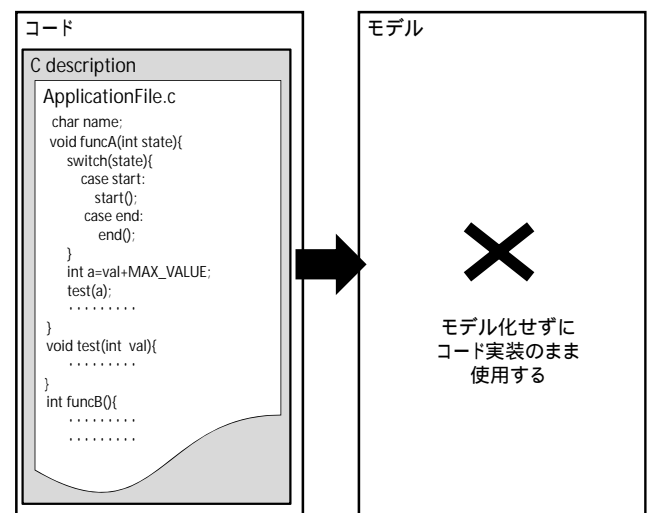 コード
C description
ApplicationFile.c
char name;
void funcA(int state){
switch(state){
case start:
start();
case end:
end();
}
int a=val+MAX_VALUE;
test(a);
・・・・・・・・・
}
void test(int val){
・・・・・・・・・
}
int funcB(){
・・・・・・・・・
・・・・・・・・・
モデル
モデル化せずに
コード実装のまま
使用する